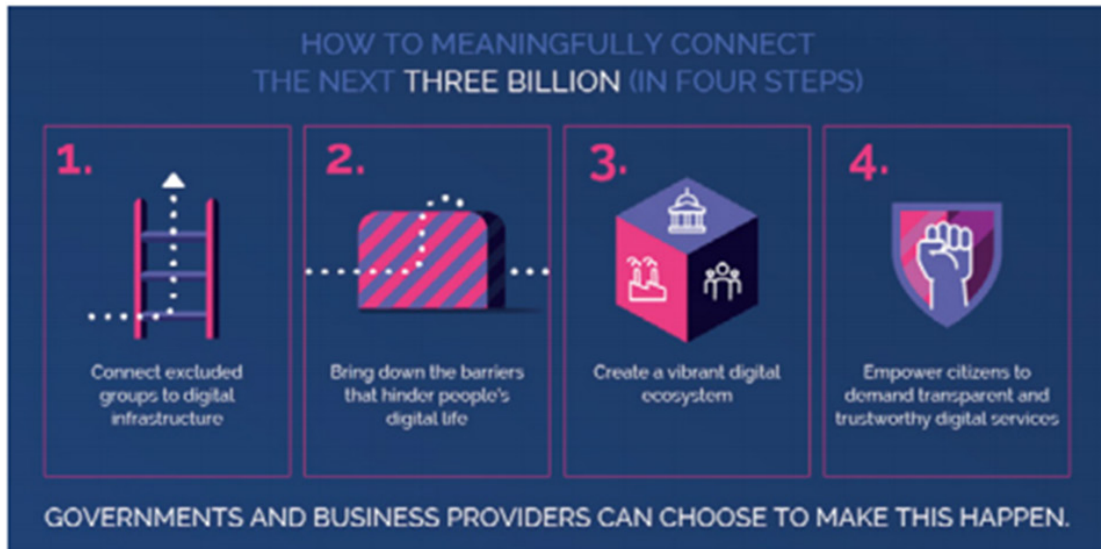 HOW TO MEANINGFULLY CONNECT
THE NEXT THREE BILLION (IN FOUR STEPS)
1.
Connect excluded
groups to digital
infrastructure
2.
Bring down the barriers
that hinder people's
digital life
3.
Create a vibrant digital
ecosystem
4.
Empower citizens to
demand transparent and
trustworthy digital services
GOVERNMENTS AND BUSINESS PROVIDERS CAN CHOOSE TO MAKE THIS HAPPEN.